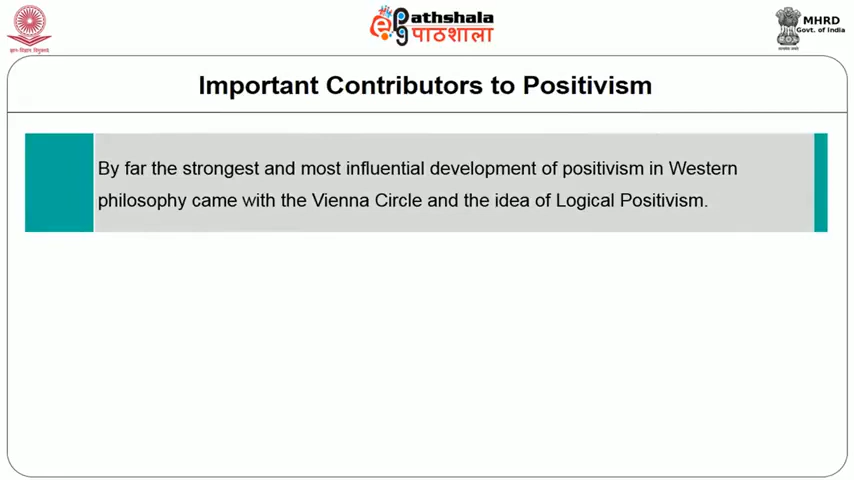 ePathshala
पाठशाला
MHRD
Govt. of India
Important Contributors to Positivism
By far the strongest and most influential development of positivism in Western
philosophy came with the Vienna Circle and the idea of Logical Positivism.